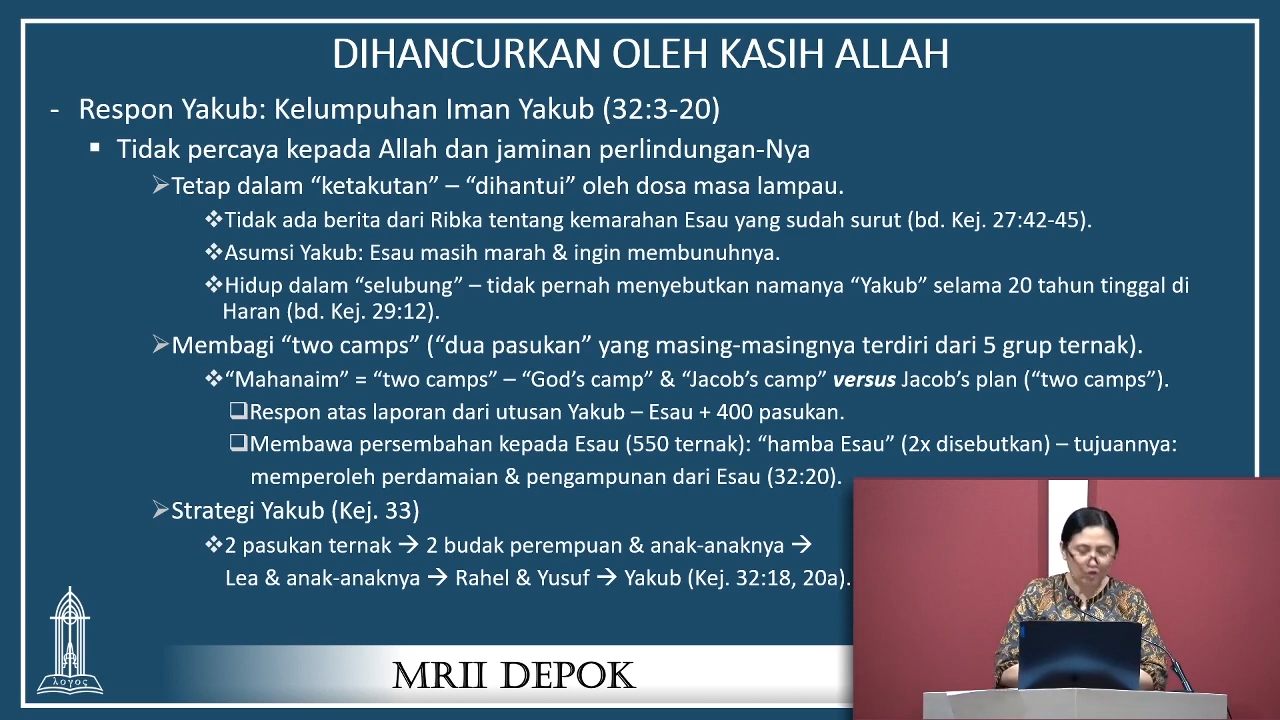 DIHANCURKAN OLEH KASIH ALLAH
- Respon Yakub: Kelumpuhan Iman Yakub (32:3-20)
▪ Tidak percaya kepada Allah dan jaminan perlindungan-Nya
➢Tetap dalam “ketakutan” – “dihantui” oleh dosa masa lampau.
❖Tidak ada berita dari Ribka tentang kemarahan Esau yang sudah surut (bd. Kej. 27:42-45).
❖Asumsi Yakub: Esau masih marah & ingin membunuhnya.
❖Hidup dalam “selubung” – tidak pernah menyebutkan namanya “Yakub” selama 20 tahun tinggal di
Haran (bd. Kej. 29:12).
➢Membagi “two camps” (“dua pasukan” yang masing-masingnya terdiri dari 5 grup ternak).
❖“Mahanaim” = “two camps” – “God’s camp” & “Jacob’s camp” versus Jacob’s plan (“two camps”).
❑Respon atas laporan dari utusan Yakub – Esau + 400 pasukan.
❑Membawa persembahan kepada Esau (550 ternak): “hamba Esau” (2x disebutkan) – tujuannya:
memperoleh perdamaian & pengampunan dari Esau (32:20).
➢Strategi Yakub (Kej. 33)
❖2 pasukan ternak → 2 budak perempuan & anak-anaknya →
Lea & anak-anaknya → Rahel & Yusuf → Yakub (Kej. 32:18, 20a).
λογος
MRII DEPOK